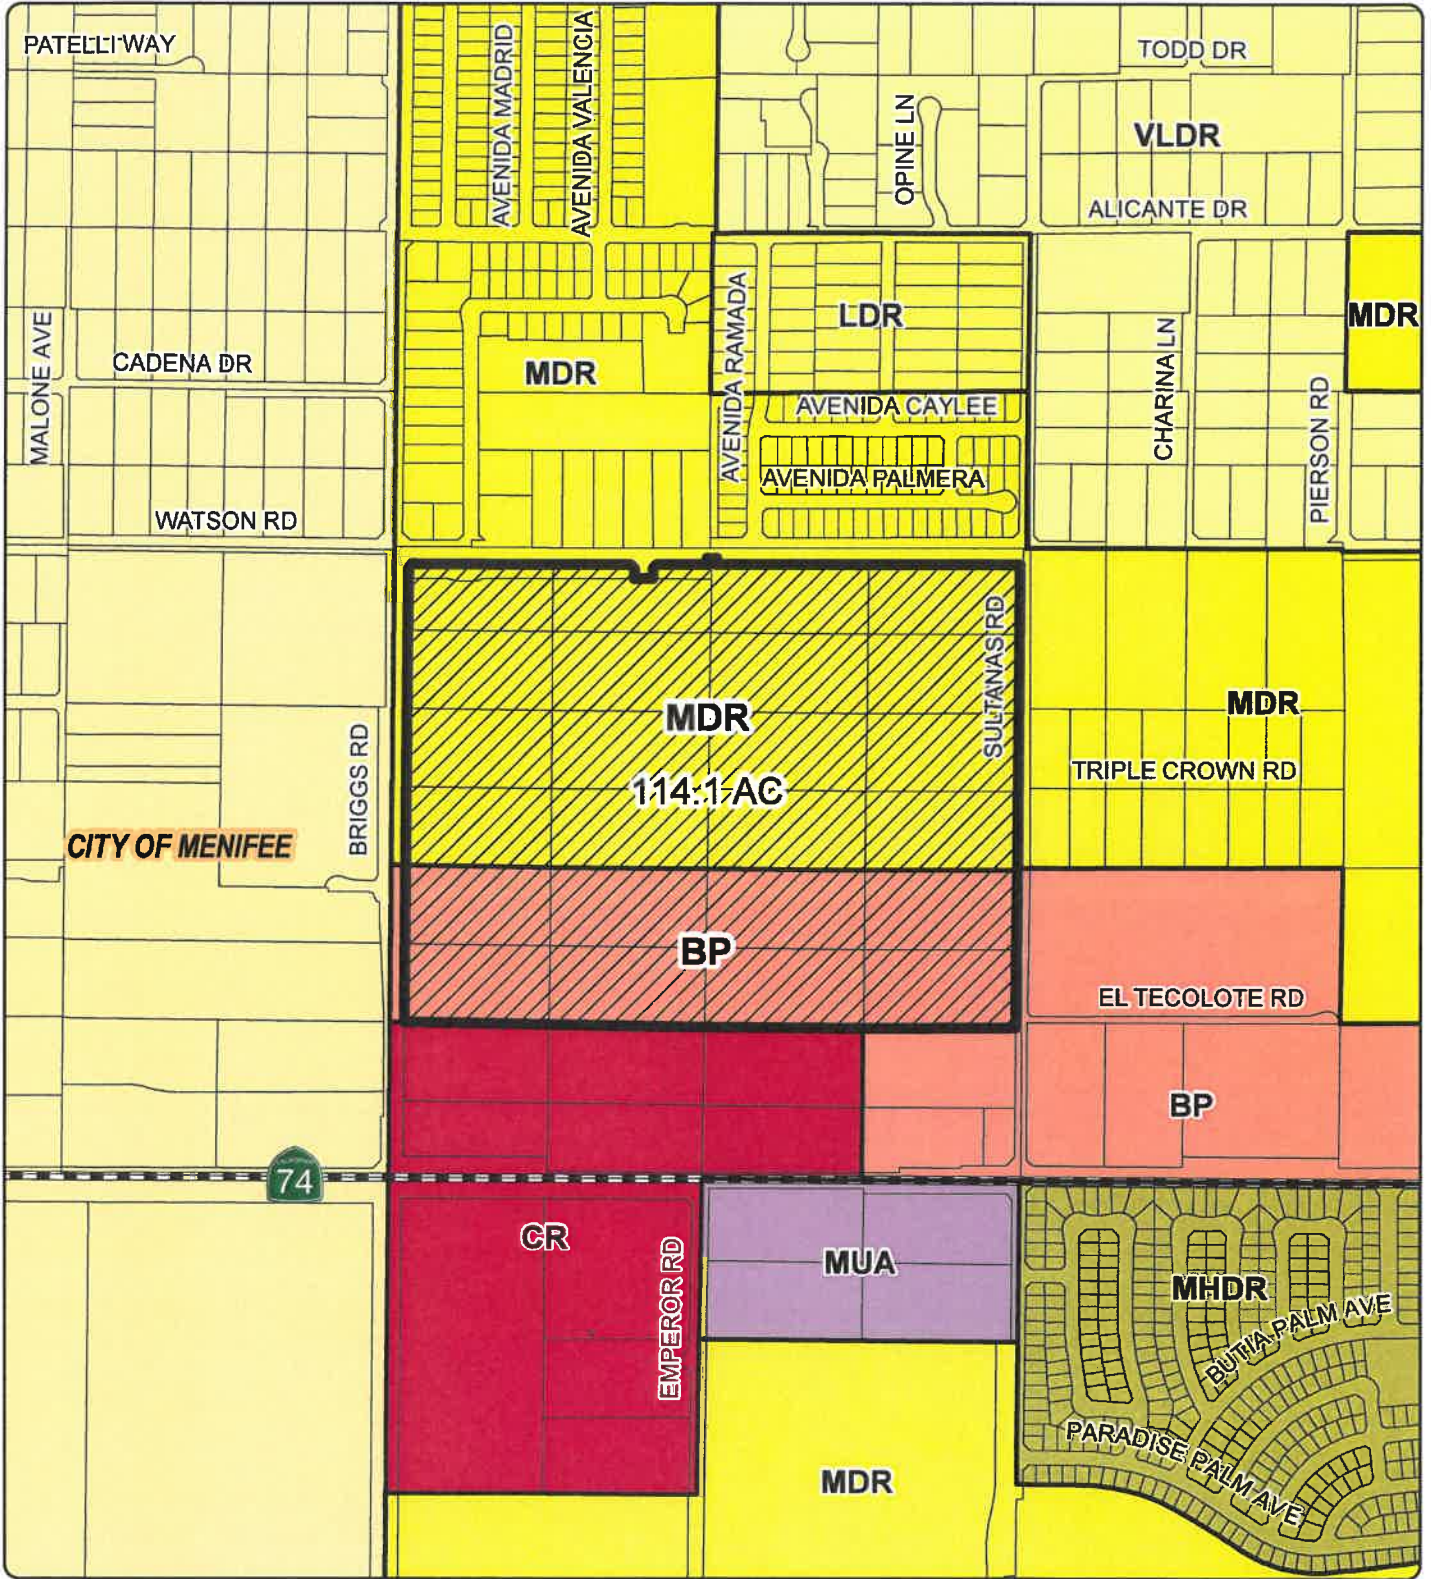 PATELLI WAY
AVENIDA MADRID
AVENIDA VALENCIA
OPINE LN
TODD DR
VLDR
ALICANTE DR
MALONE AVE
CADENA DR
MDR
AVENIDA RAMADA
LDR
CHARINA LN
PIERSON RD
MDR
AVENIDA CAYLEE
AVENIDA PALMERA
WATSON RD
SULTANAS RD
MDR
114.1 AC
MDR
TRIPLE CROWN RD
BRIGGS RD
CITY OF MENIFEE
BP
EL TECOLOTE RD
BP
74
CR
EMPEROR RD
MUA
MHDR
BUTIA PALM AVE
PARADISE PALM AVE
MDR